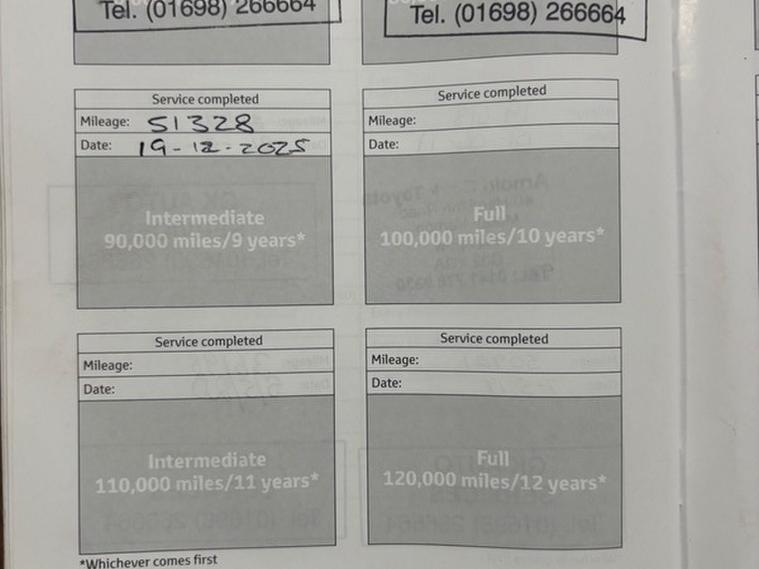 Tel. (01698) 266664
Tel. (01698) 266664
Service completed
Mileage: 51328
Date: 19-12-2025
Intermediate
90,000 miles/9 years*
Service completed
Mileage:
Date:
Full
100,000 miles/10 years*
Service completed
Mileage:
Date:
Intermediate
110,000 miles/11 years*
Service completed
Mileage:
Date:
Full
120,000 miles/12 years*
*Whichever comes first